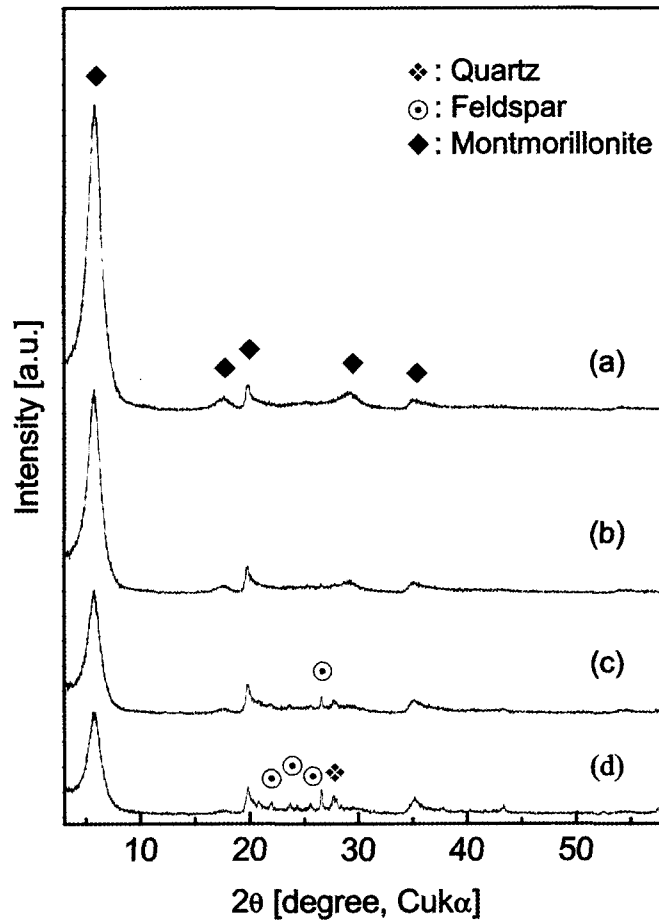 ❖: Quartz
⊙: Feldspar
◆: Montmorillonite
(a)
(b)
(c)
(d)
Intensity [a.u.]
10 20 30 40 50
2θ [degree, Cukα]